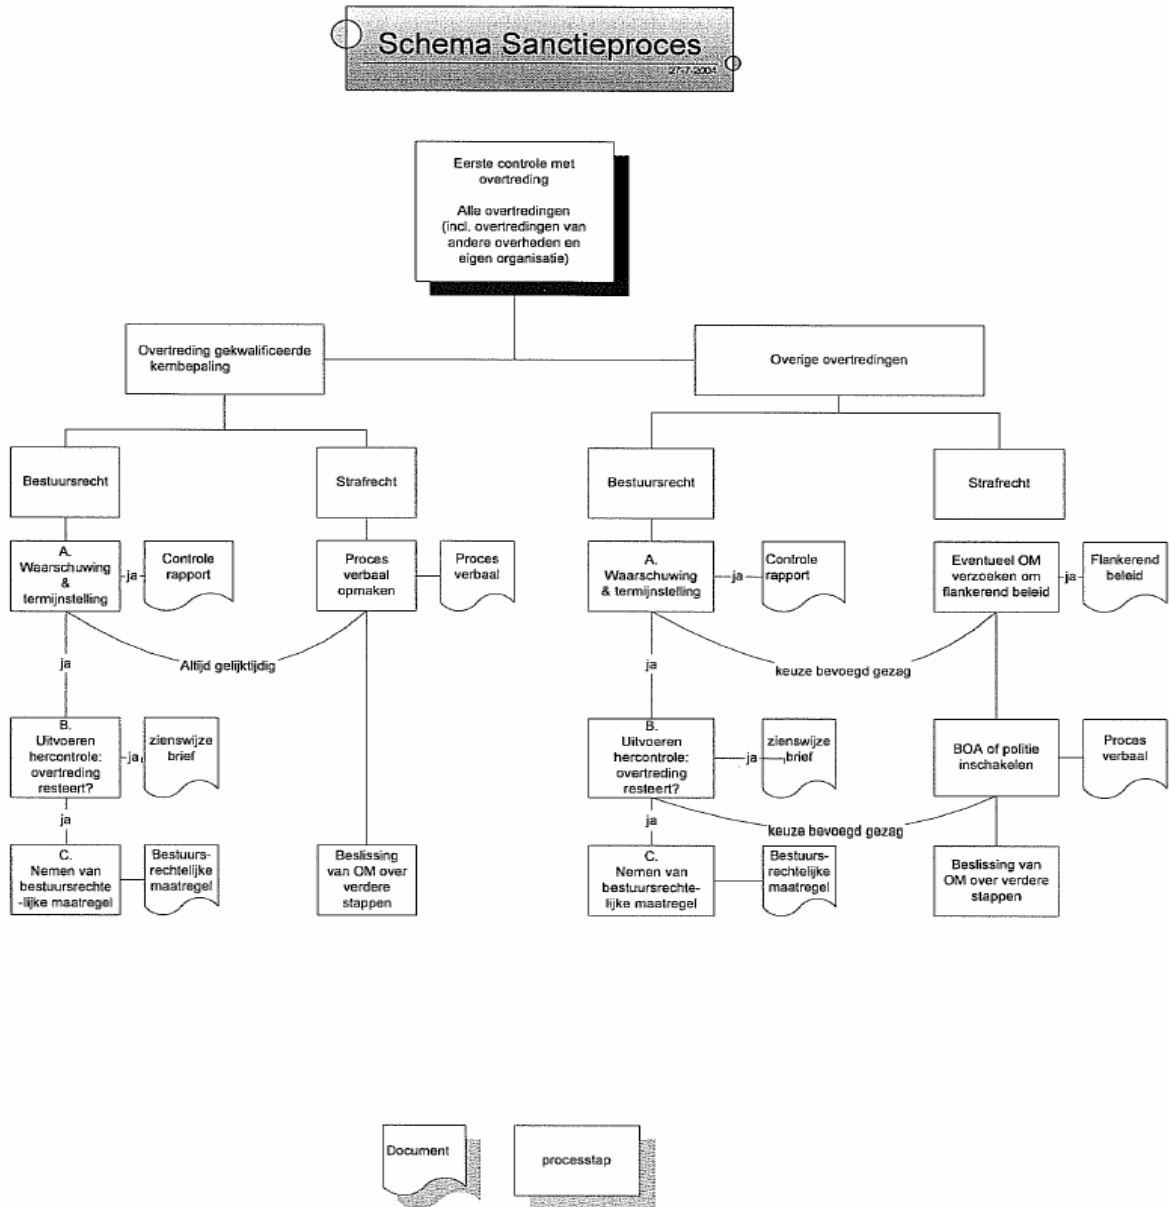 Schema Sanctieproces
27-7-2004
Eerste controle met
overtreding
Alle overtredingen
(incl. overtredingen van
andere overheden en
eigen organisatie)
Overtreding gekwalificeerde
kernbepaling
Overige overtredingen
Bestuursrecht
Strafrecht
Bestuursrecht
Strafrecht
A.
Waarschuwing
&
termijnstelling
ja
Controle
rapport
Proces
verbaal
opmaken
Proces
verbaal
A.
Waarschuwing
& termijnstelling
ja
Controle
rapport
Eventueel OM
verzoeken om
flankerend beleid
ja
Flankerend
beleid
ja
Altijd gelijktijdig
ja
keuze bevoegd gezag
B.
Uitvoeren
hercontrole:
overtreding
resteert?
ja
zienswijze
brief
B.
Uitvoeren
hercontrole:
overtreding
resteert?
ja
zienswijze
brief
BOA of politie
inschakelen
Proces
verbaal
ja
ja
keuze bevoegd gezag
C.
Nemen van
bestuursrechte
-lijke maatregel
Bestuurs-
rechtelijke
maatregel
Beslissing
van OM over
verdere
stappen
C.
Nemen van
bestuursrechte-
lijke maatregel
Bestuurs-
rechtelijke
maatregel
Beslissing van
OM over verdere
stappen
Document
processtap